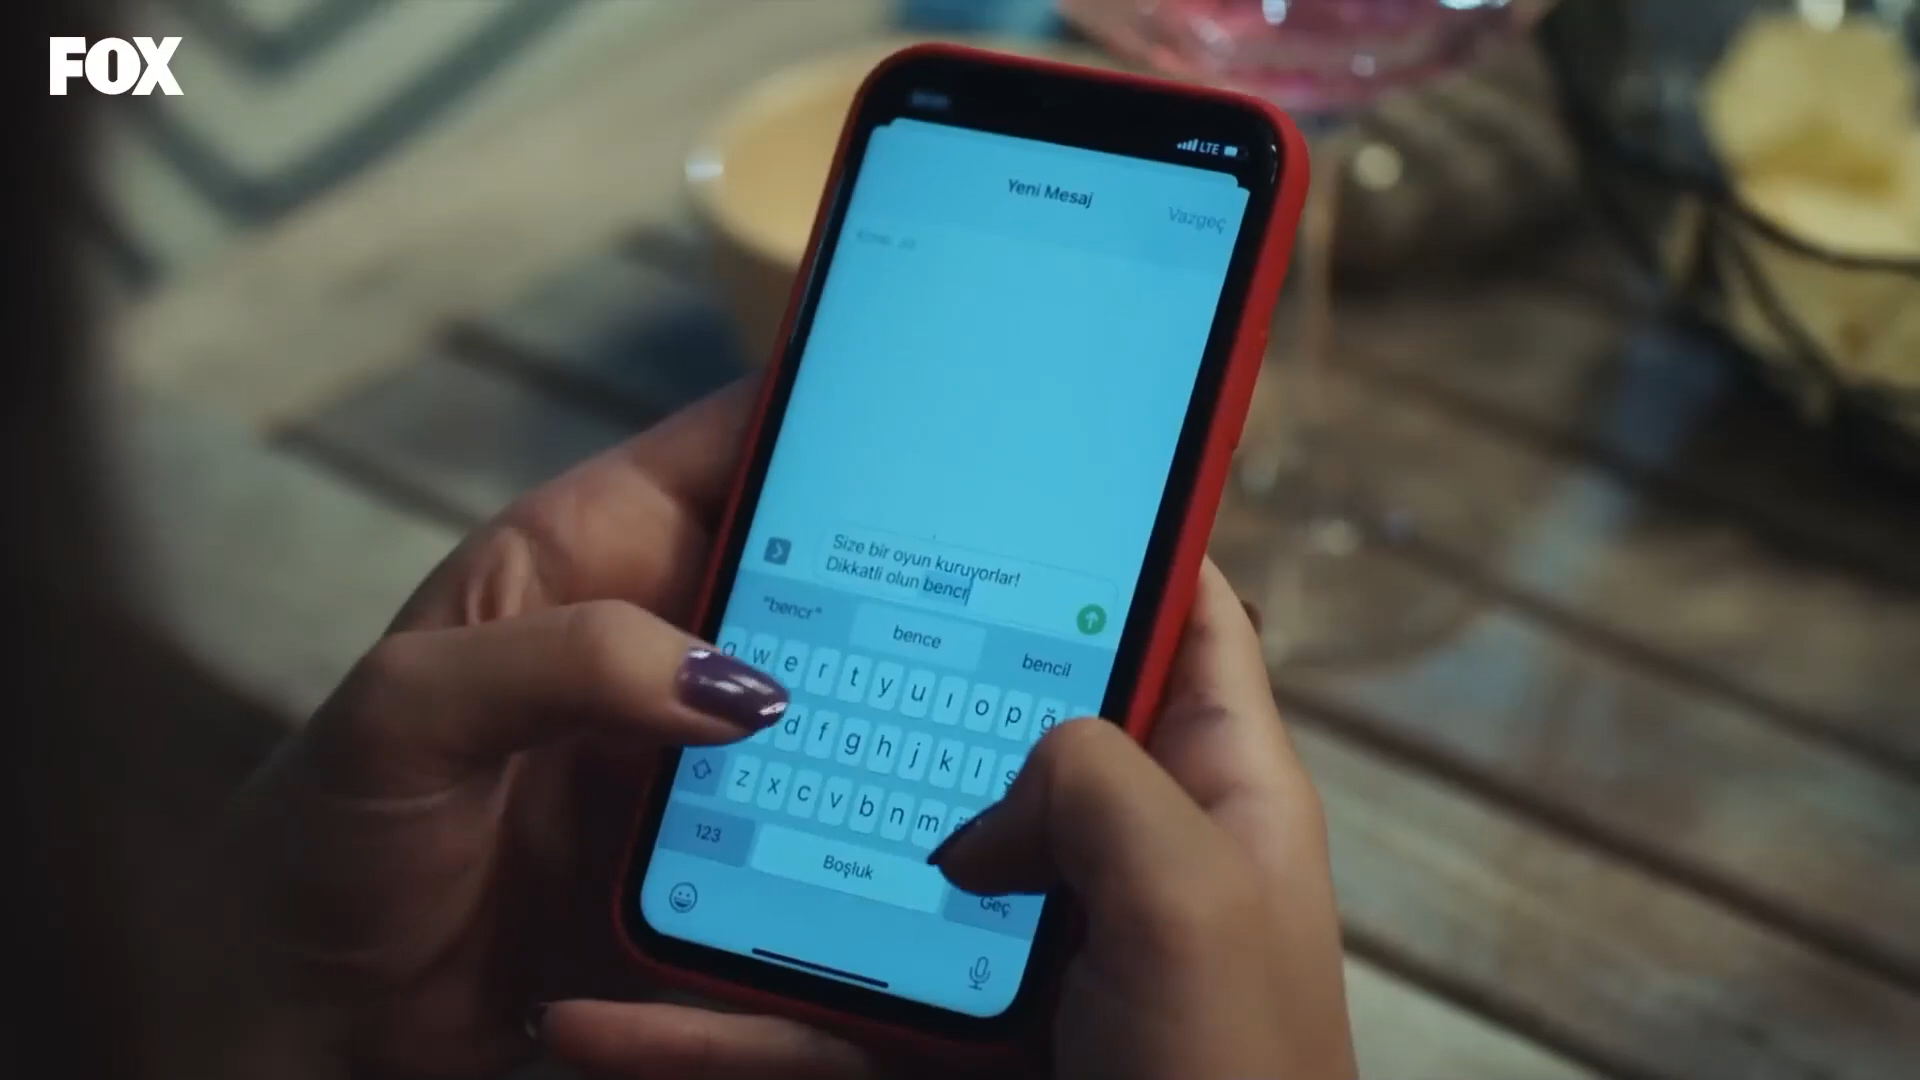 FOX
LTE
Yeni Mesaj
Vazgeç
Size bir oyun kuruyorlar!
Dikkatli olun bencr
"bencr"
bence
bencil
q w e r t y u ı o p ğ
d f g h j k l ş
z x c v b n m
123
Boşluk
Geç